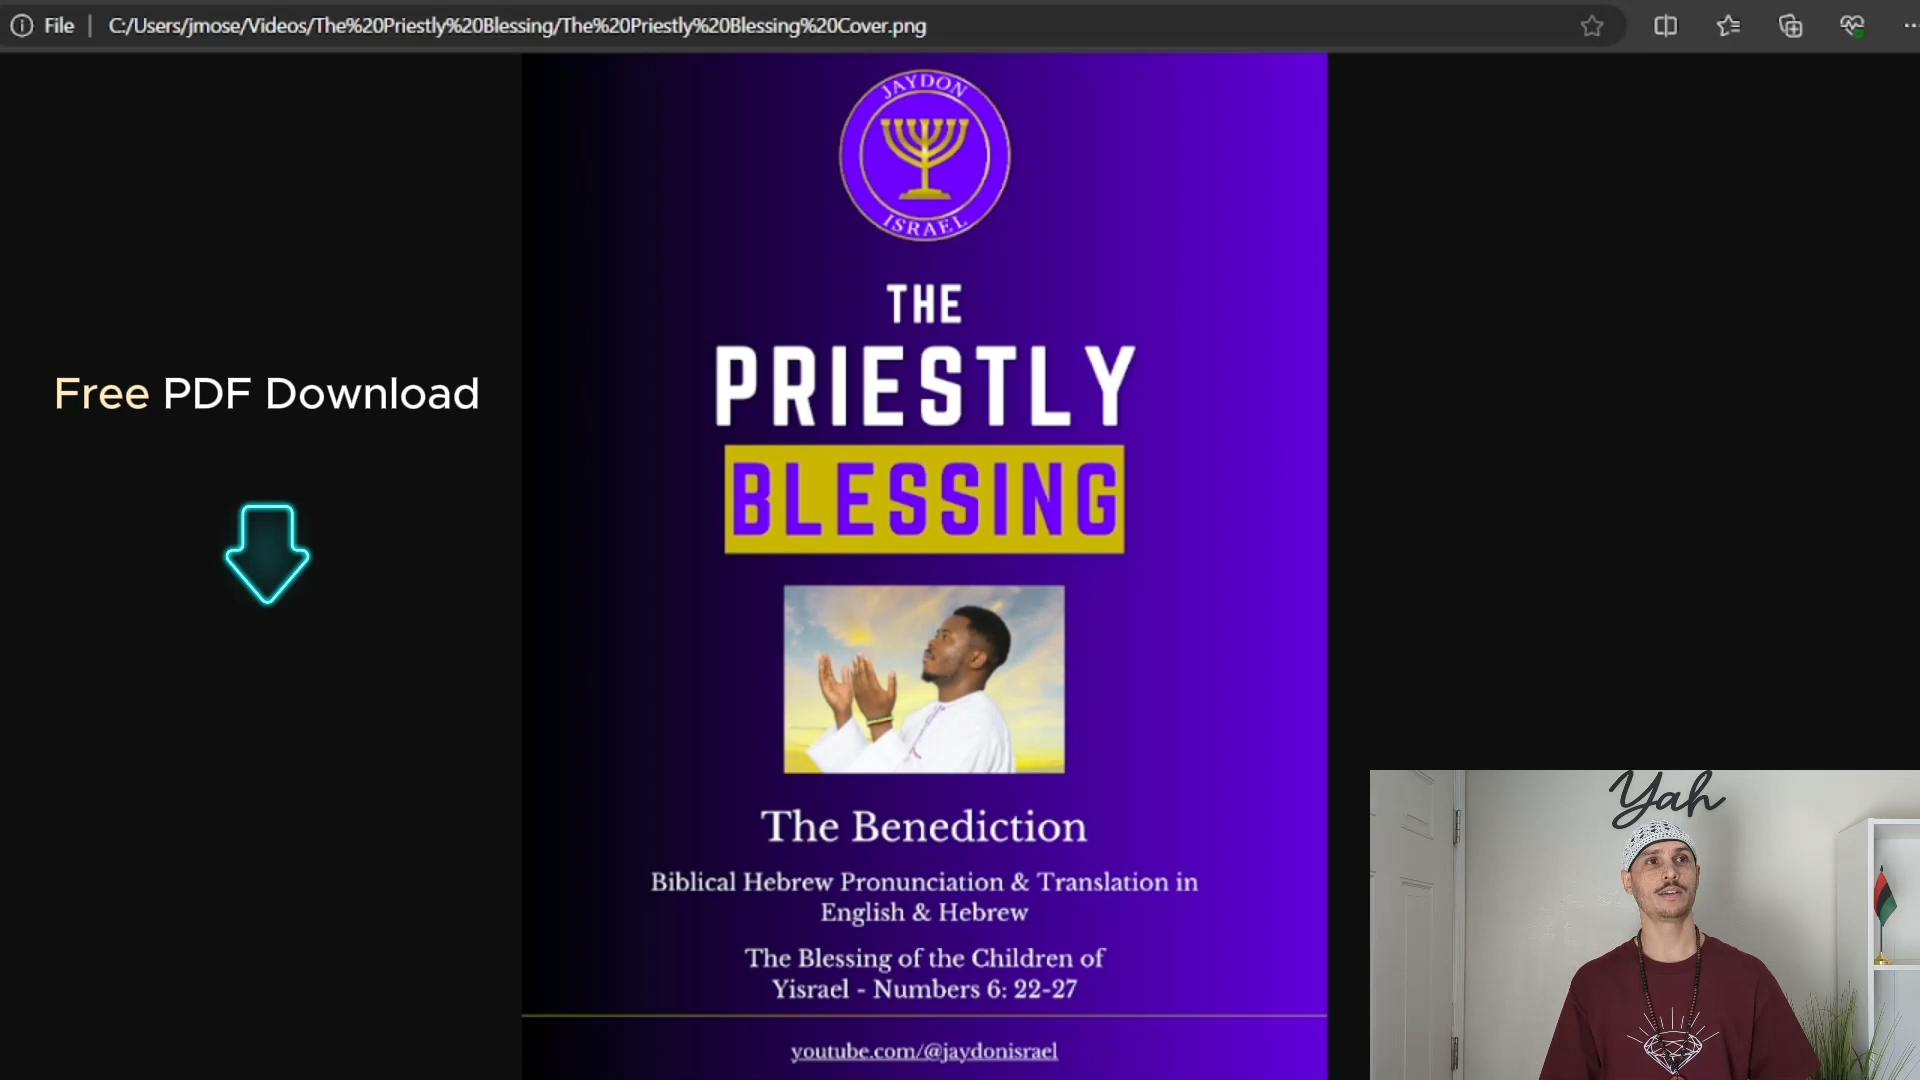 File
C:/Users/jmose/Videos/The%20Priestly%20Blessing/The%20Priestly%20Blessing%20Cover.png
JAYDON
ISRAEL
THE
PRIESTLY
BLESSING
Free PDF Download
The Benediction
Biblical Hebrew Pronunciation & Translation in
English & Hebrew
The Blessing of the Children of
Yisrael - Numbers 6: 22-27
youtube.com/@jaydonisrael
Yah